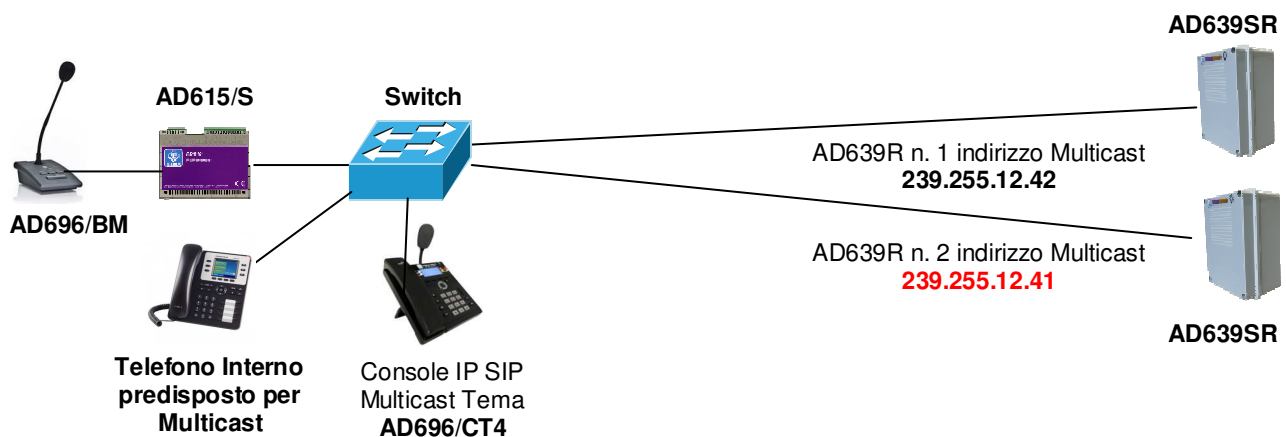 AD639SR
AD615/S
Switch
AD639R n. 1 indirizzo Multicast
239.255.12.42
AD696/BM
AD639R n. 2 indirizzo Multicast
239.255.12.41
AD639SR
Telefono Interno
predisposto per
Multicast
Console IP SIP
Multicast Tema
AD696/CT4